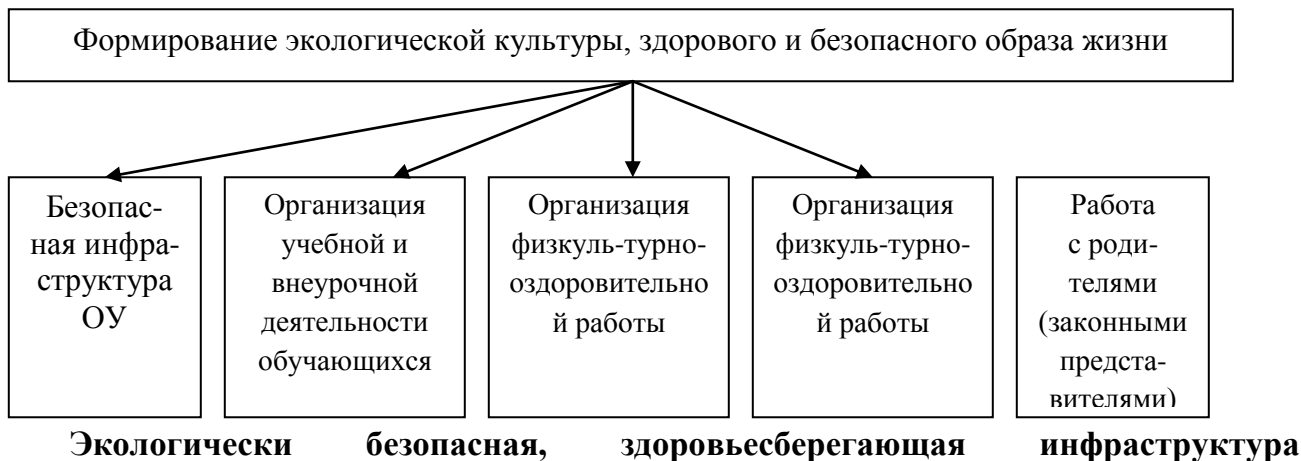 Формирование экологической культуры, здорового и безопасного образа жизни
Безопас-
ная инфра-
структура
ОУ
Организация
учебной и
внеурочной
деятельности
обучающихся
Организация
физкуль-турно-
оздоровительно
й работы
Организация
физкуль-турно-
оздоровительно
й работы
Работа
с роди-
телями
(законными
предста-
вителями)
Экологически безопасная, здоровьесберегающая инфраструктура